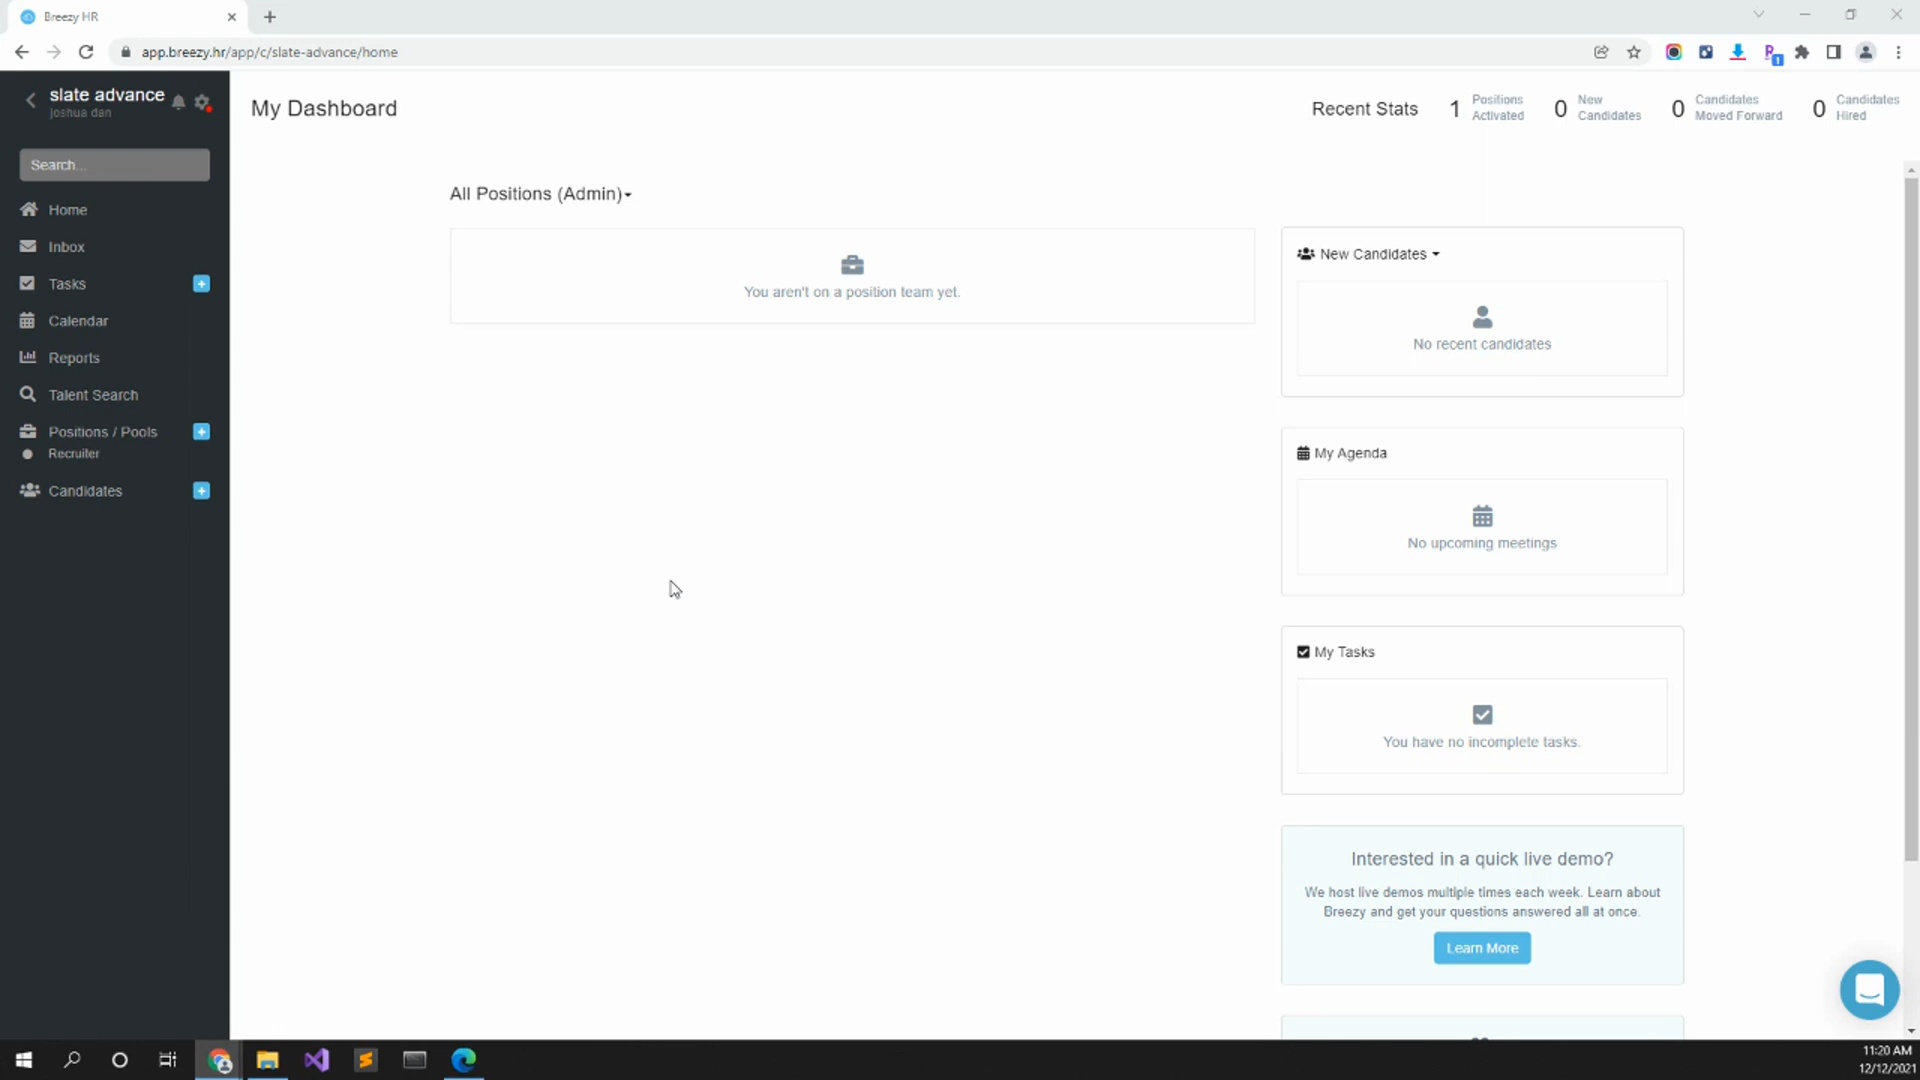 Breezy HR
app.breezy.hr/app/c/slate-advance/home
slate advance
joshua dan
Search...
Home
Inbox
Tasks
Calendar
Reports
Talent Search
Positions / Pools
Recruiter
Candidates
My Dashboard
Recent Stats
1 Positions Activated
0 New Candidates
0 Candidates Moved Forward
0 Candidates Hired
All Positions (Admin)
You aren't on a position team yet.
New Candidates
No recent candidates
My Agenda
No upcoming meetings
My Tasks
You have no incomplete tasks.
Interested in a quick live demo?
We host live demos multiple times each week. Learn about
Breezy and get your questions answered all at once.
Learn More
11:20 AM
12/12/2021